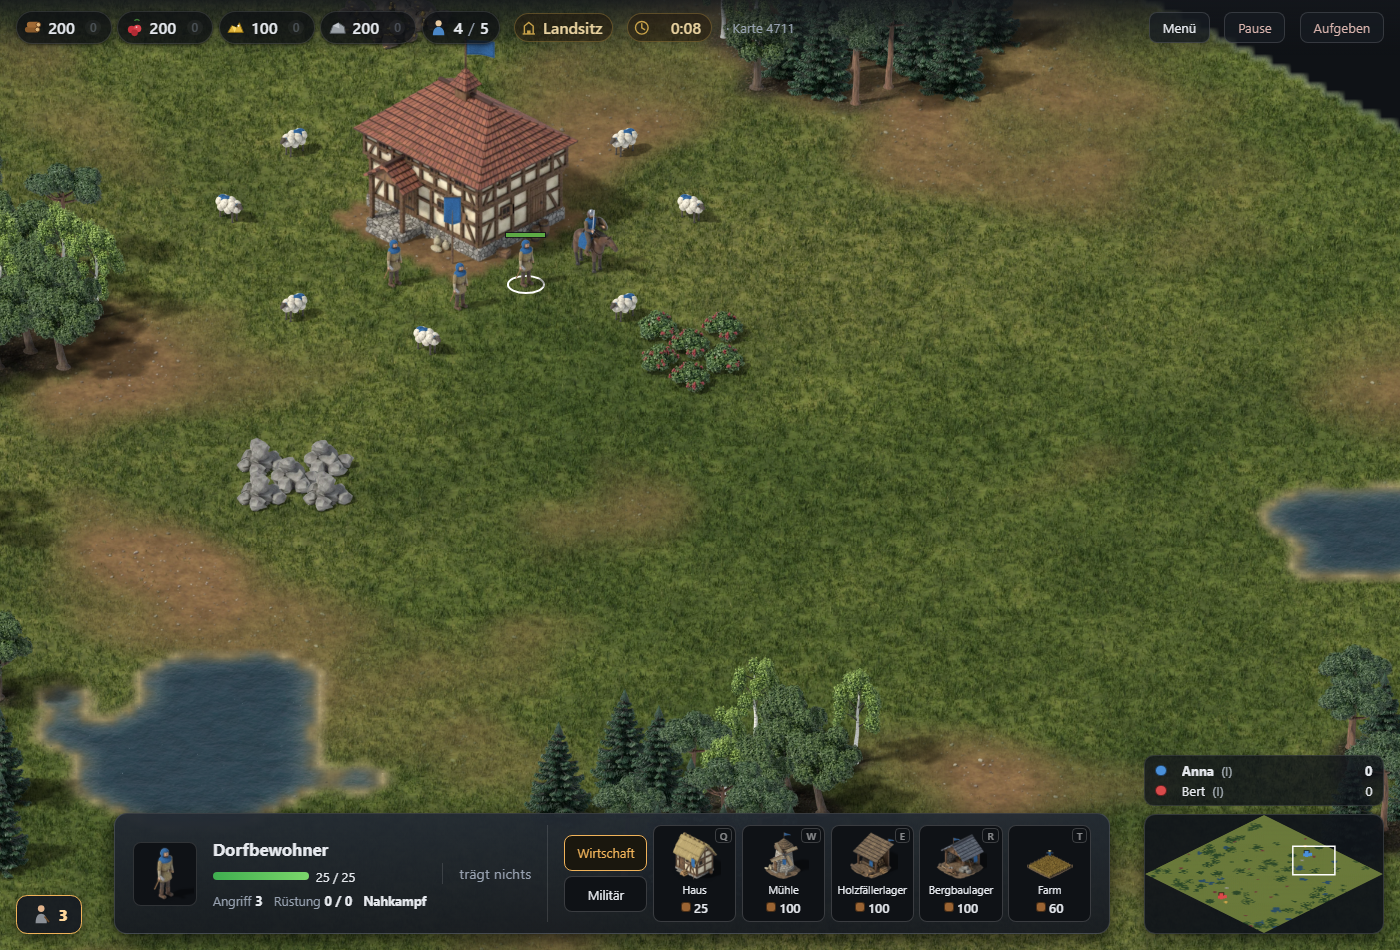 200 0
200 0
100 0
200 0
4 / 5
Landsitz
0:08
· Karte 4711
Menü
Pause
Aufgeben
Anna (I) 0
Bert (I) 0
Dorfbewohner
25 / 25
Angriff 3 Rüstung 0 / 0 Nahkampf
trägt nichts
Wirtschaft
Militär
Q
Haus
25
W
Mühle
100
E
Holzfällerlager
100
R
Bergbaulager
100
T
Farm
60
3